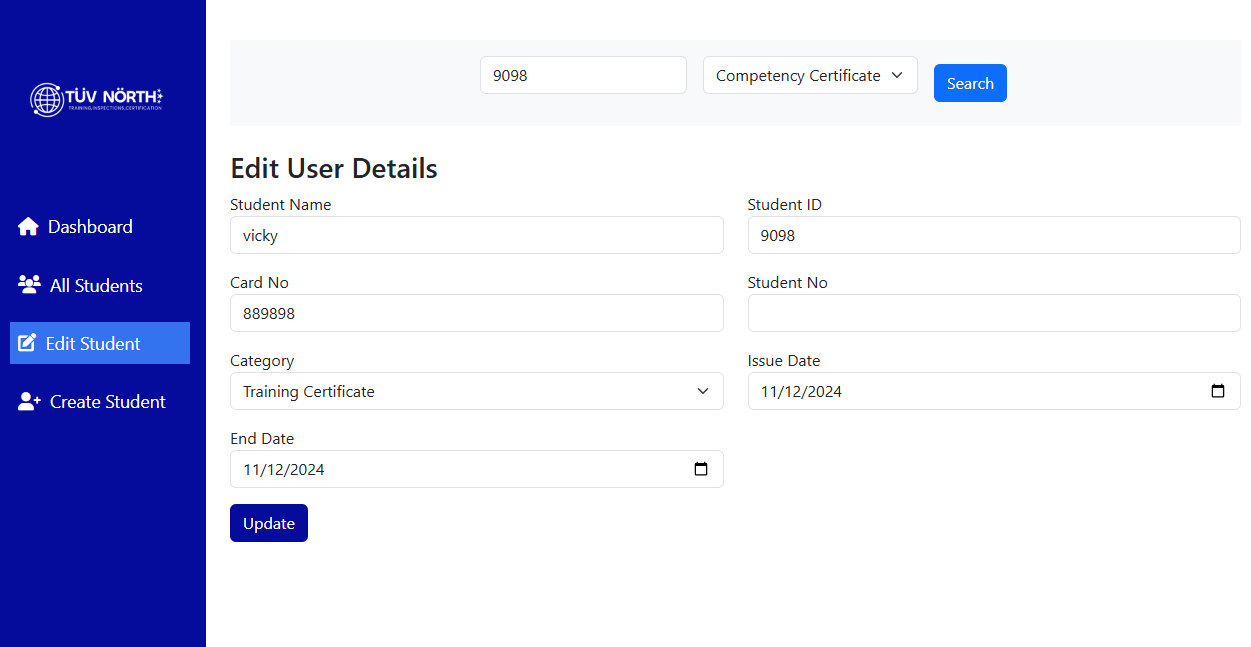 TÜV NÖRTH
TRAINING,INSPECTIONS,CERTIFICATION
Dashboard
All Students
Edit Student
Create Student
9098
Competency Certificate
Search
Edit User Details
Student Name
Student ID
vicky
9098
Card No
Student No
889898
Category
Issue Date
Training Certificate
11/12/2024
End Date
11/12/2024
Update